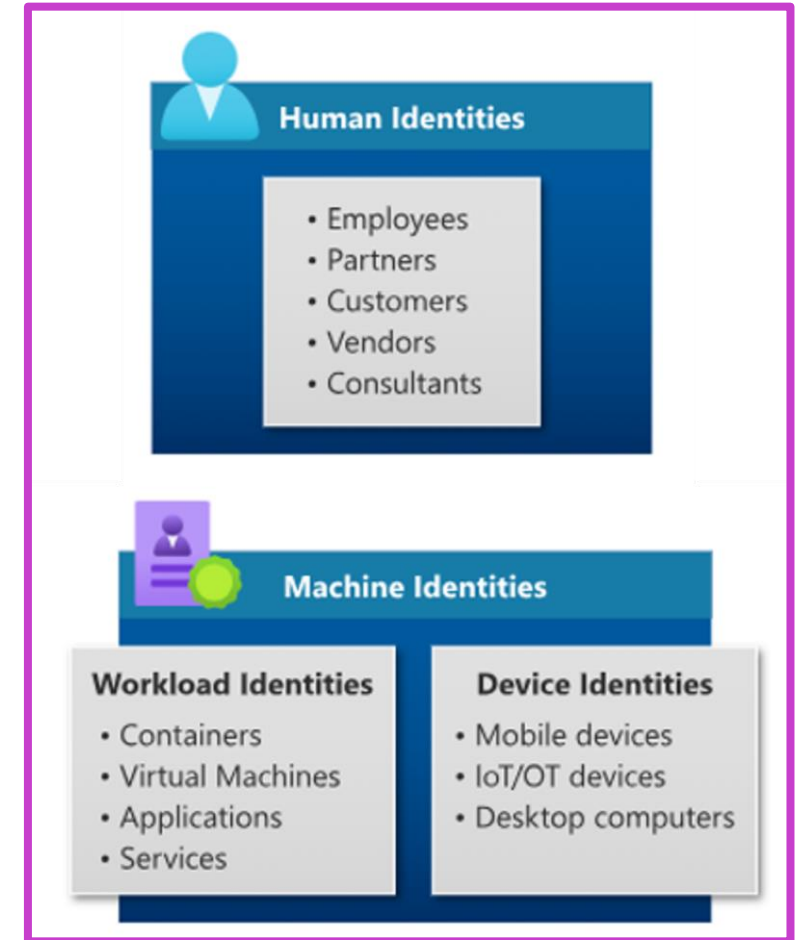 Human Identities
• Employees
• Partners
• Customers
• Vendors
• Consultants
Machine Identities
Workload Identities
• Containers
• Virtual Machines
• Applications
• Services
Device Identities
• Mobile devices
• IoT/OT devices
• Desktop computers